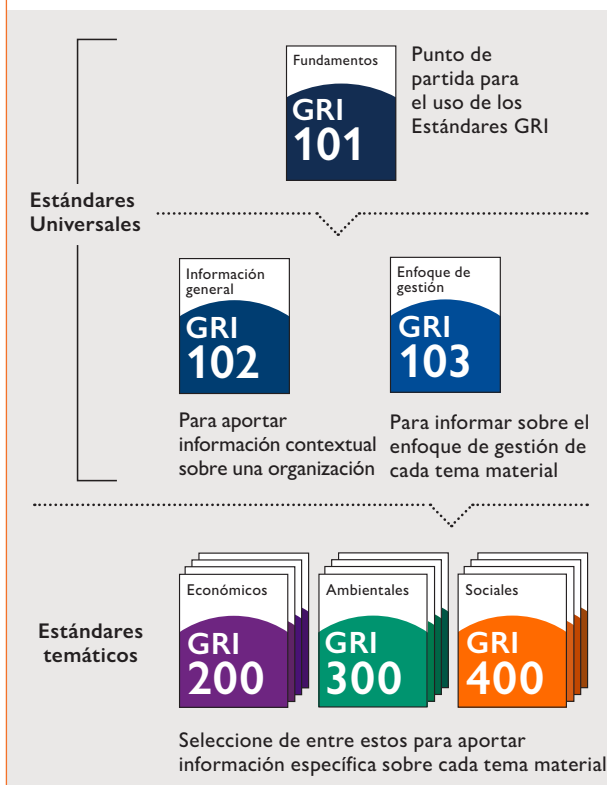 Fundamentos
GRI
101
Punto de
partida para
el uso de los
Estándares GRI
Estándares
Universales
Información
general
GRI
102
Para aportar
información contextual
sobre una organización
Enfoque de
gestión
GRI
103
Para informar sobre el
enfoque de gestión de
cada tema material
Estándares
temáticos
Económicos
GRI
200
Ambientales
GRI
300
Sociales
GRI
400
Seleccione de entre estos para aportar
información específica sobre cada tema material